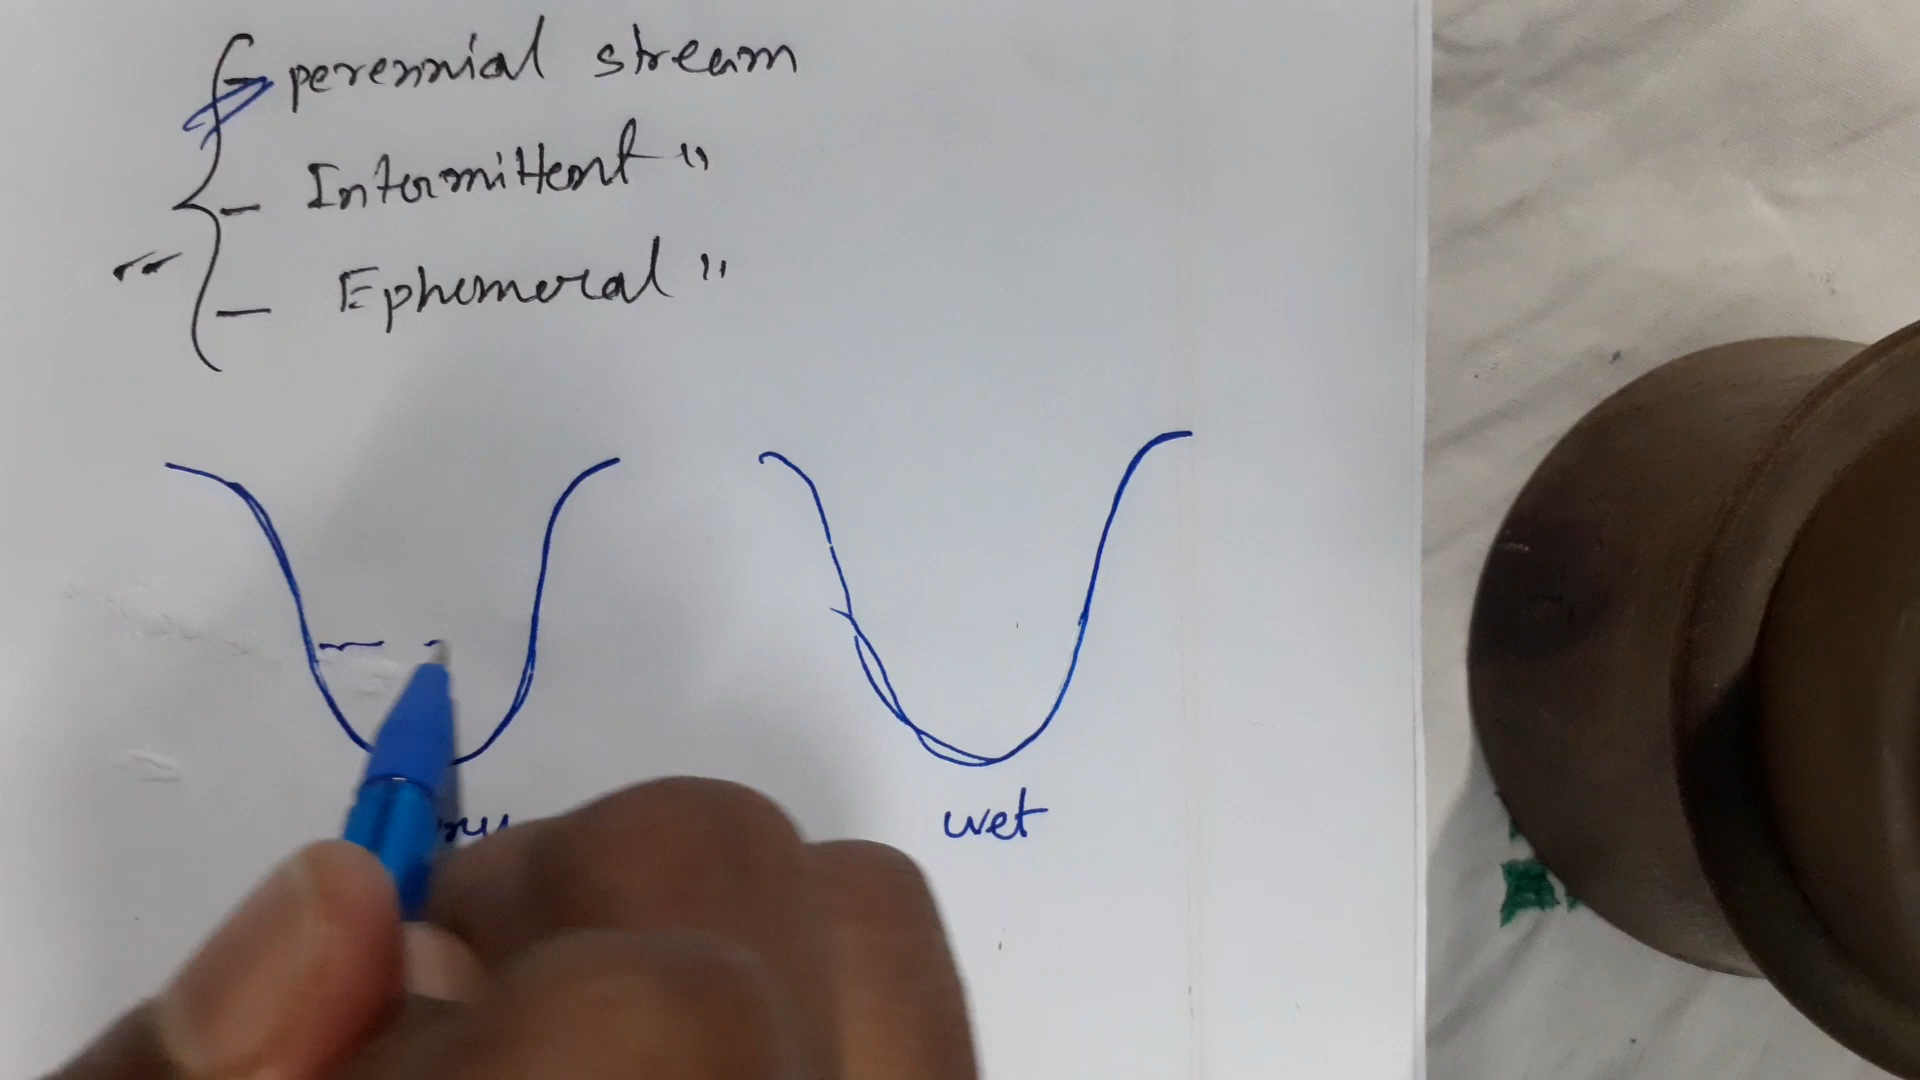 perennial stream
- Intermittent "
- Ephemeral "
wet